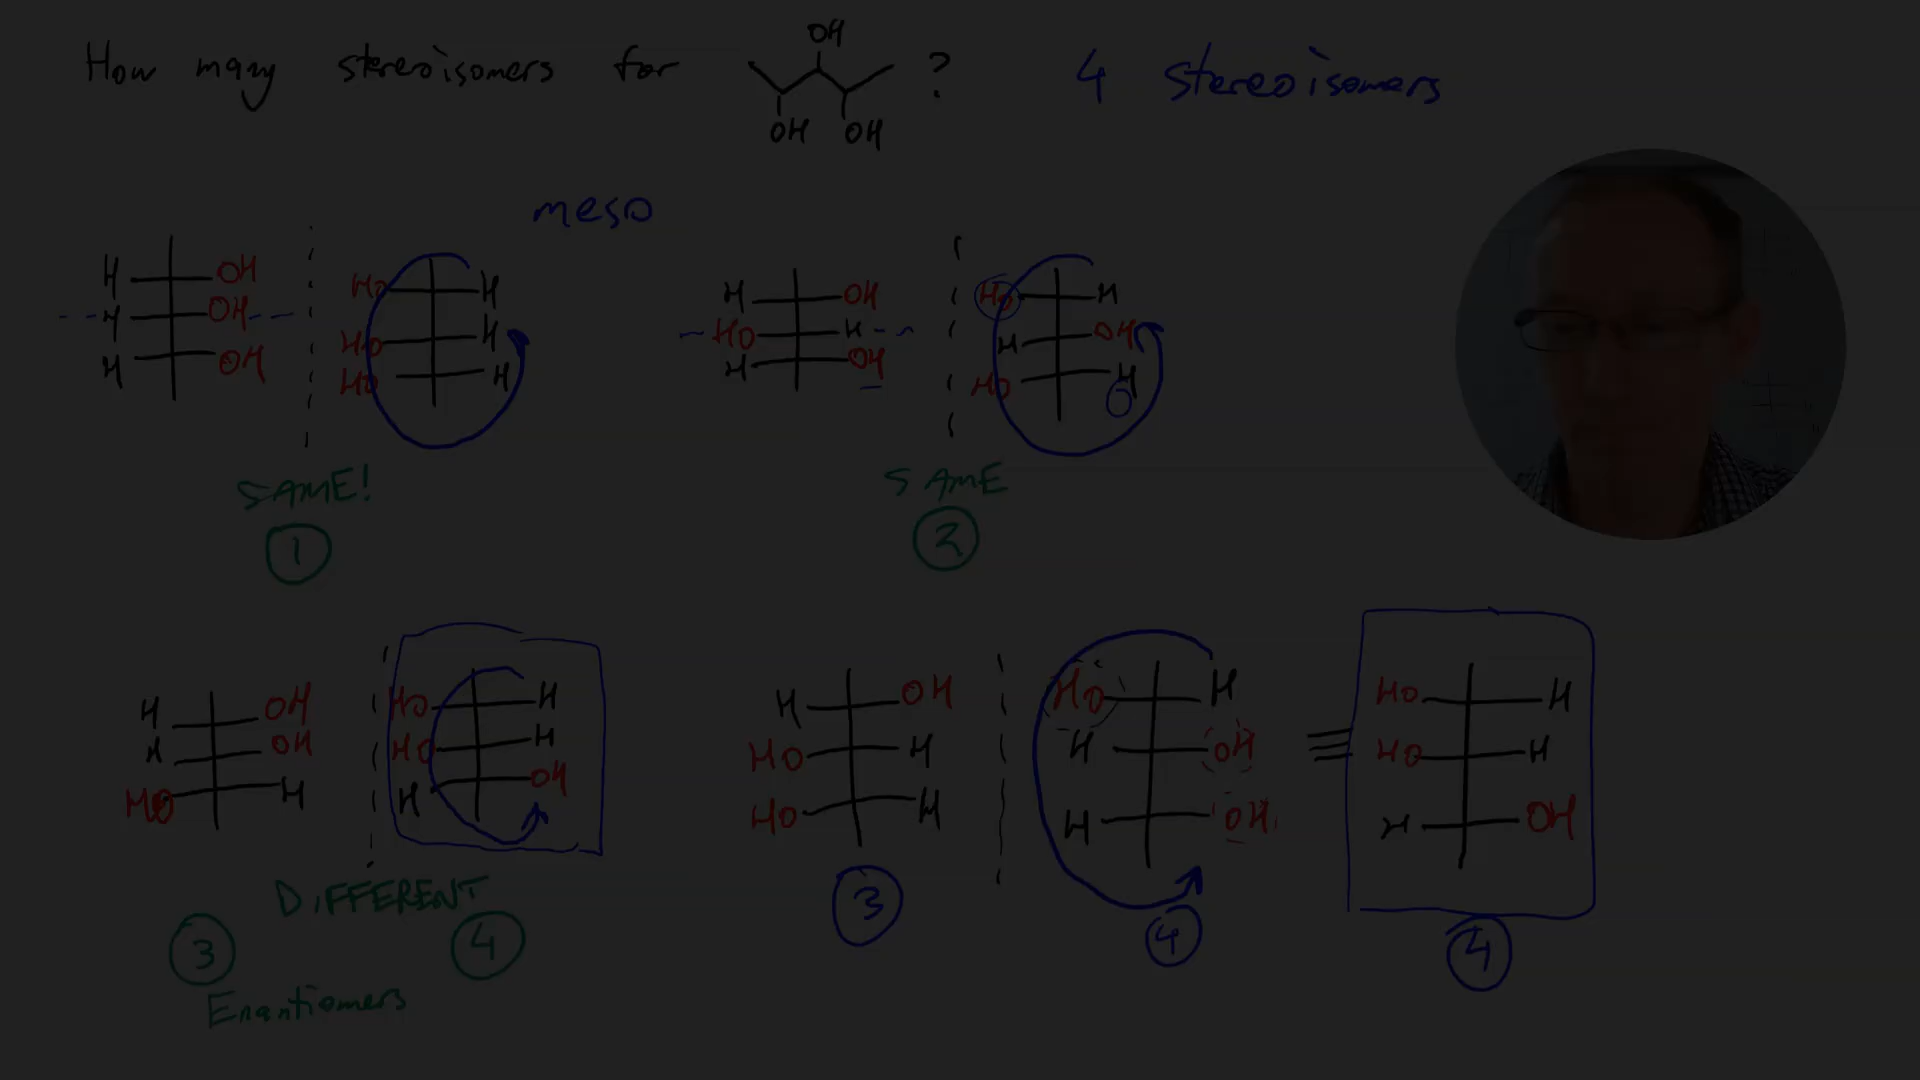 How many stereoisomers for ? 4 stereoisomers
OH
OH OH
meso
H OH HO H H OH HO H
H OH HO H HO H H OH
H OH HO H H OH HO H
SAME! SAME
1 2
H OH HO H H OH HO H HO H
H OH HO H HO H H OH ≡ HO H
HO H H OH HO H H OH H OH
DIFFERENT
3 4 3 4 4
Enantiomers